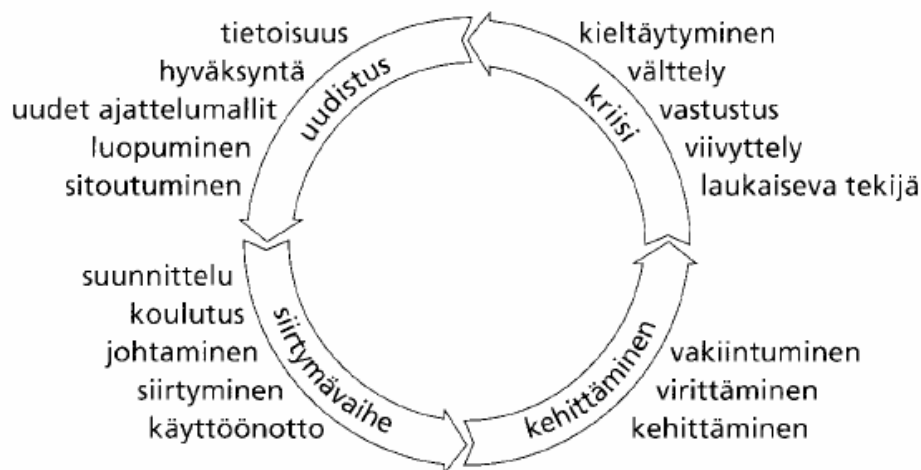 tietoisuus
hyväksyntä
uudet ajattelumallit
luopuminen
sitoutuminen
uudistus
kieltäytyminen
välttely
vastustus
viivyttely
laukaiseva tekijä
kriisi
suunnittelu
koulutus
johtaminen
siirtyminen
käyttöönotto
siirtymävaihe
kehittäminen
vakiintuminen
virittäminen
kehittäminen